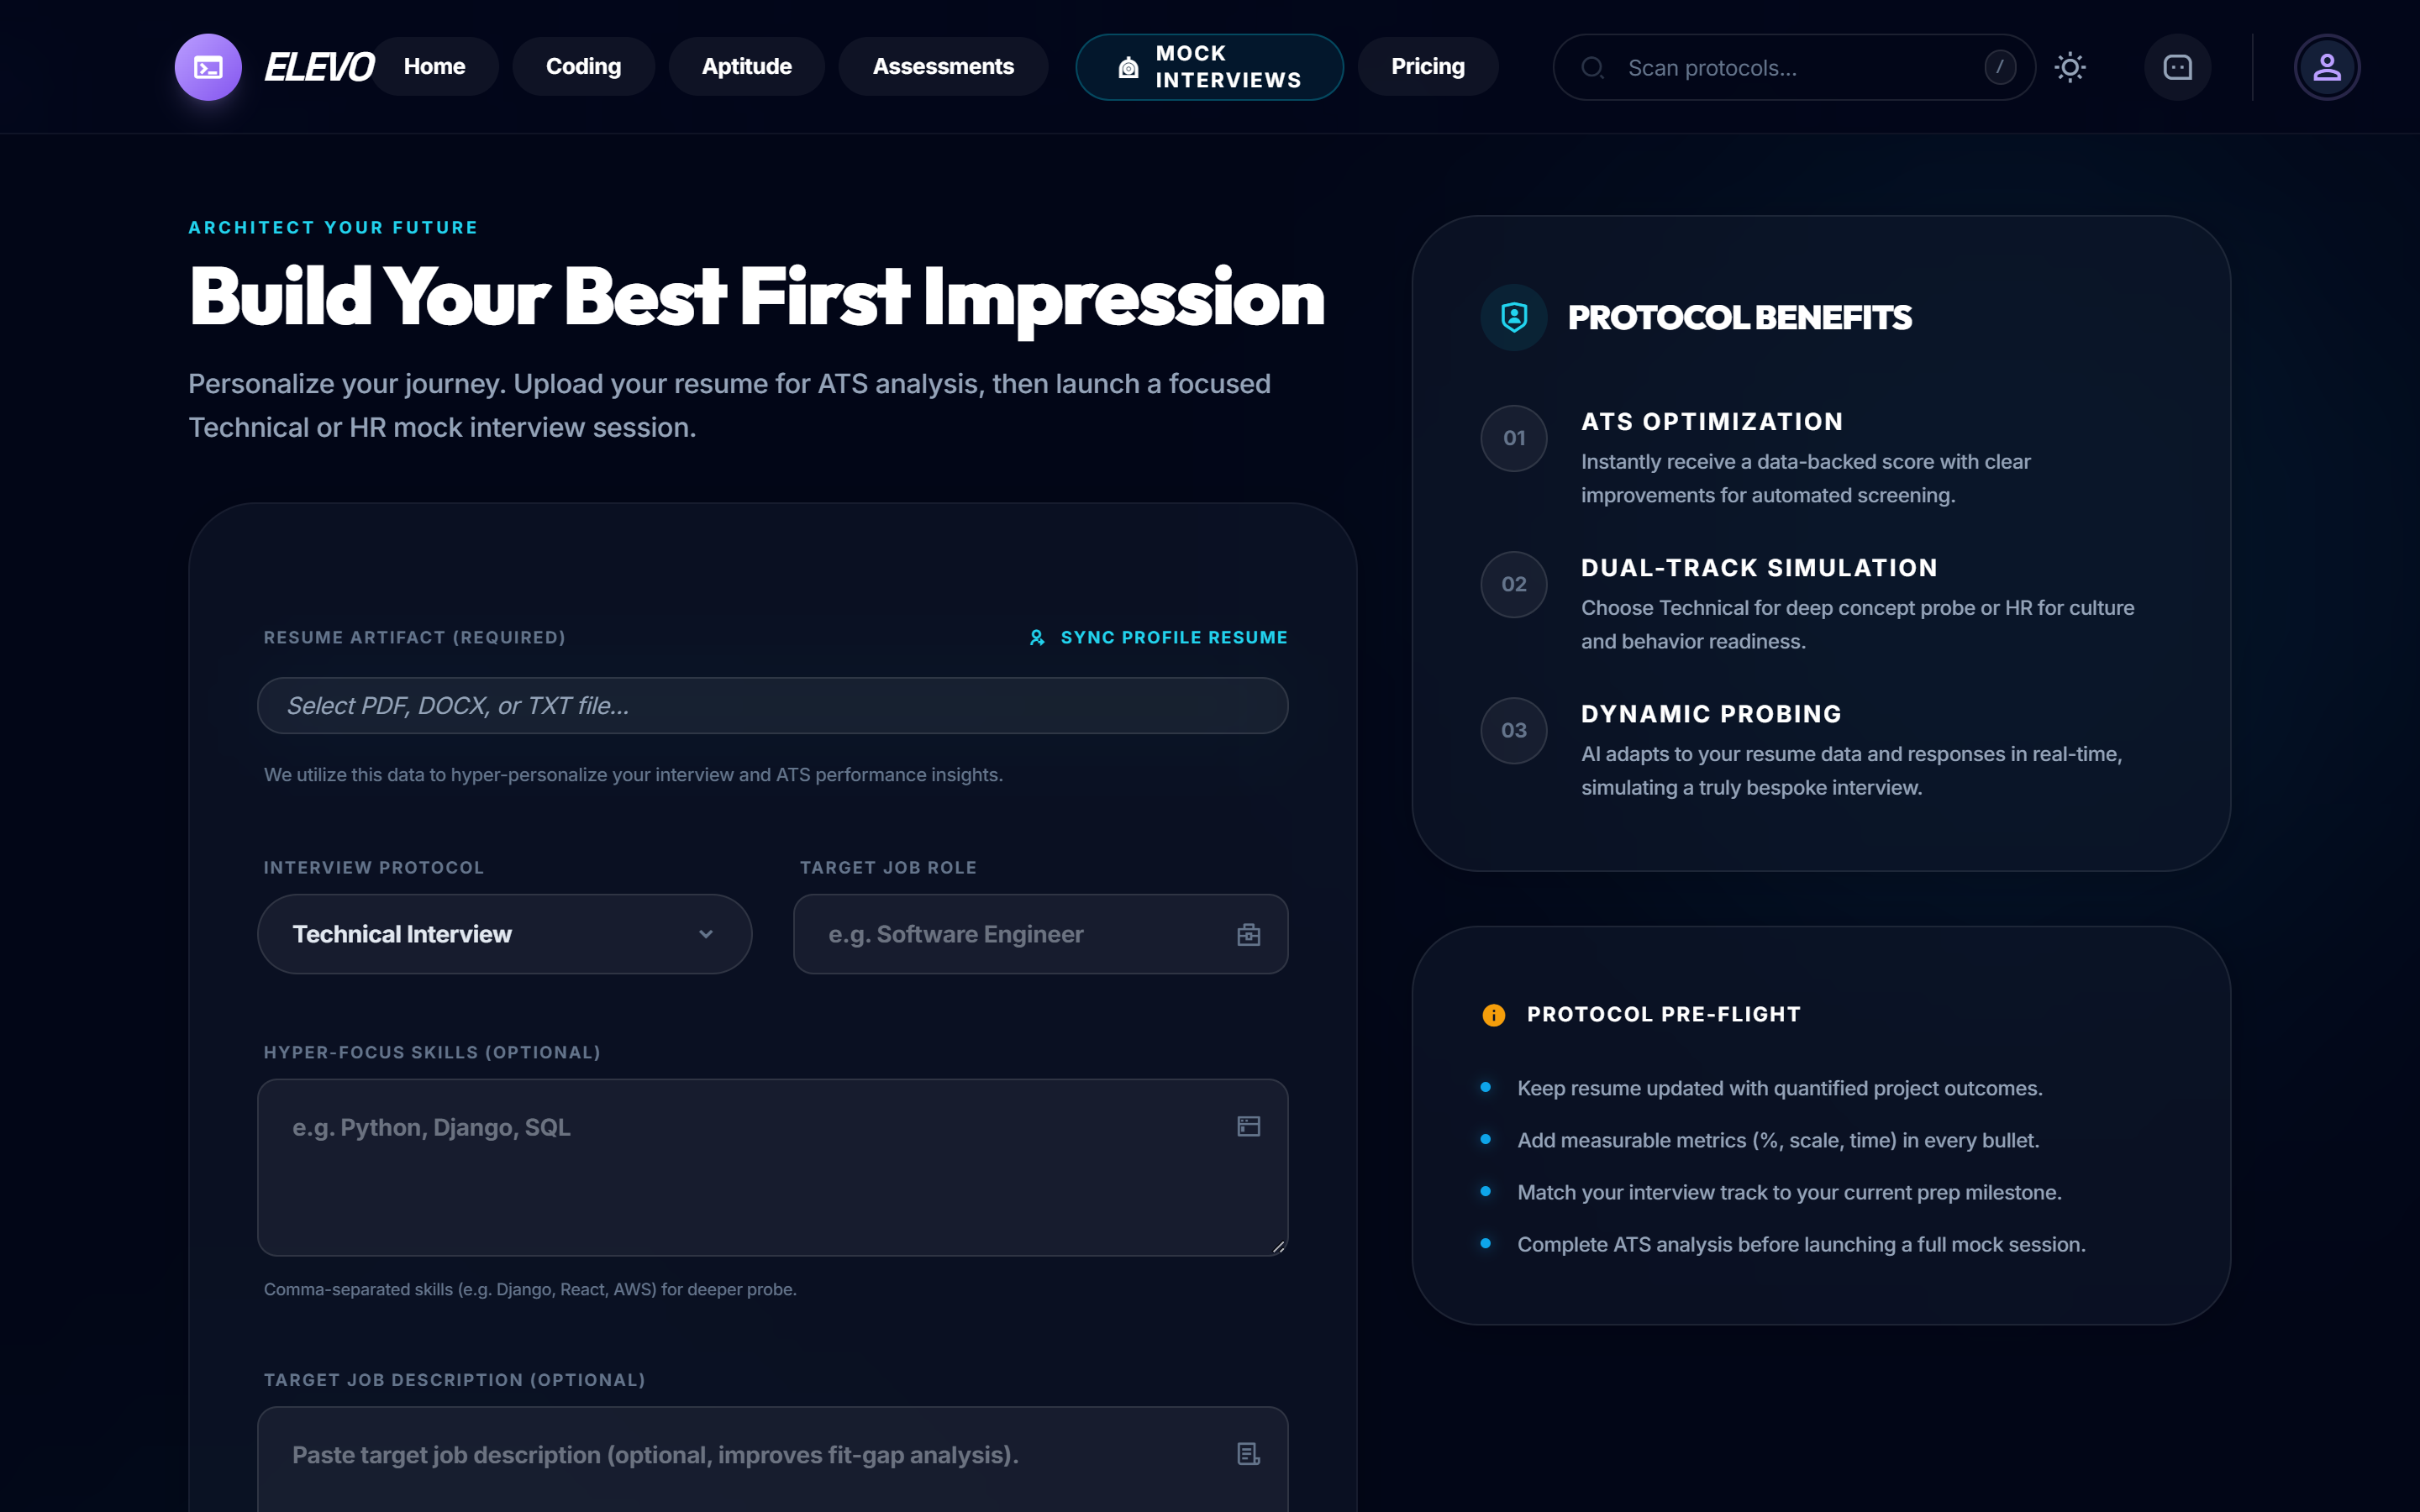 ELEVO
Home
Coding
Aptitude
Assessments
MOCK
INTERVIEWS
Pricing
Scan protocols...
/
ARCHITECT YOUR FUTURE
Build Your Best First Impression
Personalize your journey. Upload your resume for ATS analysis, then launch a focused
Technical or HR mock interview session.
RESUME ARTIFACT (REQUIRED)
SYNC PROFILE RESUME
Select PDF, DOCX, or TXT file...
We utilize this data to hyper-personalize your interview and ATS performance insights.
INTERVIEW PROTOCOL
Technical Interview
TARGET JOB ROLE
e.g. Software Engineer
HYPER-FOCUS SKILLS (OPTIONAL)
e.g. Python, Django, SQL
Comma-separated skills (e.g. Django, React, AWS) for deeper probe.
TARGET JOB DESCRIPTION (OPTIONAL)
Paste target job description (optional, improves fit-gap analysis).
PROTOCOL BENEFITS
01
ATS OPTIMIZATION
Instantly receive a data-backed score with clear
improvements for automated screening.
02
DUAL-TRACK SIMULATION
Choose Technical for deep concept probe or HR for culture
and behavior readiness.
03
DYNAMIC PROBING
AI adapts to your resume data and responses in real-time,
simulating a truly bespoke interview.
PROTOCOL PRE-FLIGHT
Keep resume updated with quantified project outcomes.
Add measurable metrics (%, scale, time) in every bullet.
Match your interview track to your current prep milestone.
Complete ATS analysis before launching a full mock session.